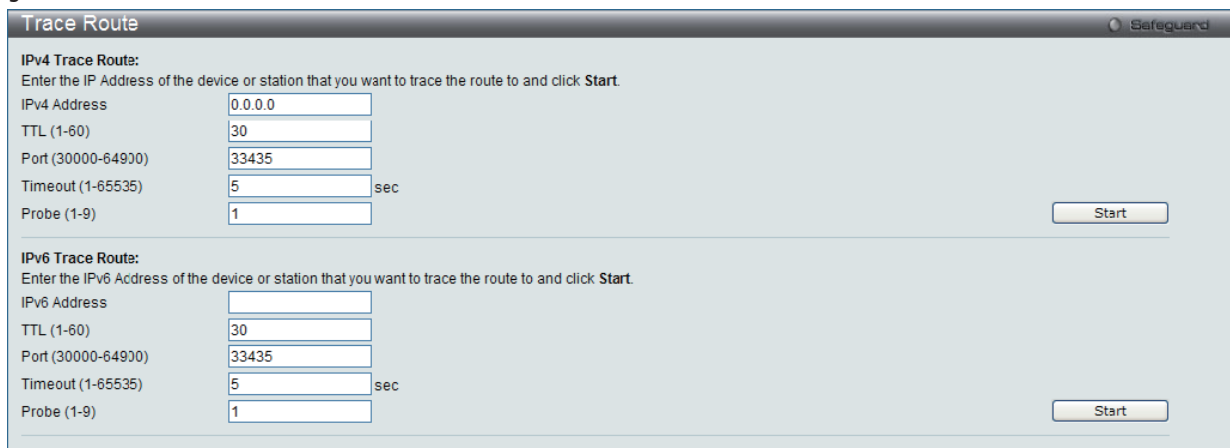 Trace Route
Safeguard
IPv4 Trace Route:
Enter the IP Address of the device or station that you want to trace the route to and click Start.
IPv4 Address 0.0.0.0
TTL (1-60) 30
Port (30000-64900) 33435
Timeout (1-65535) 5 sec
Probe (1-9) 1 Start
IPv6 Trace Route:
Enter the IPv6 Address of the device or station that you want to trace the route to and click Start.
IPv6 Address
TTL (1-60) 30
Port (30000-64900) 33435
Timeout (1-65535) 5 sec
Probe (1-9) 1 Start